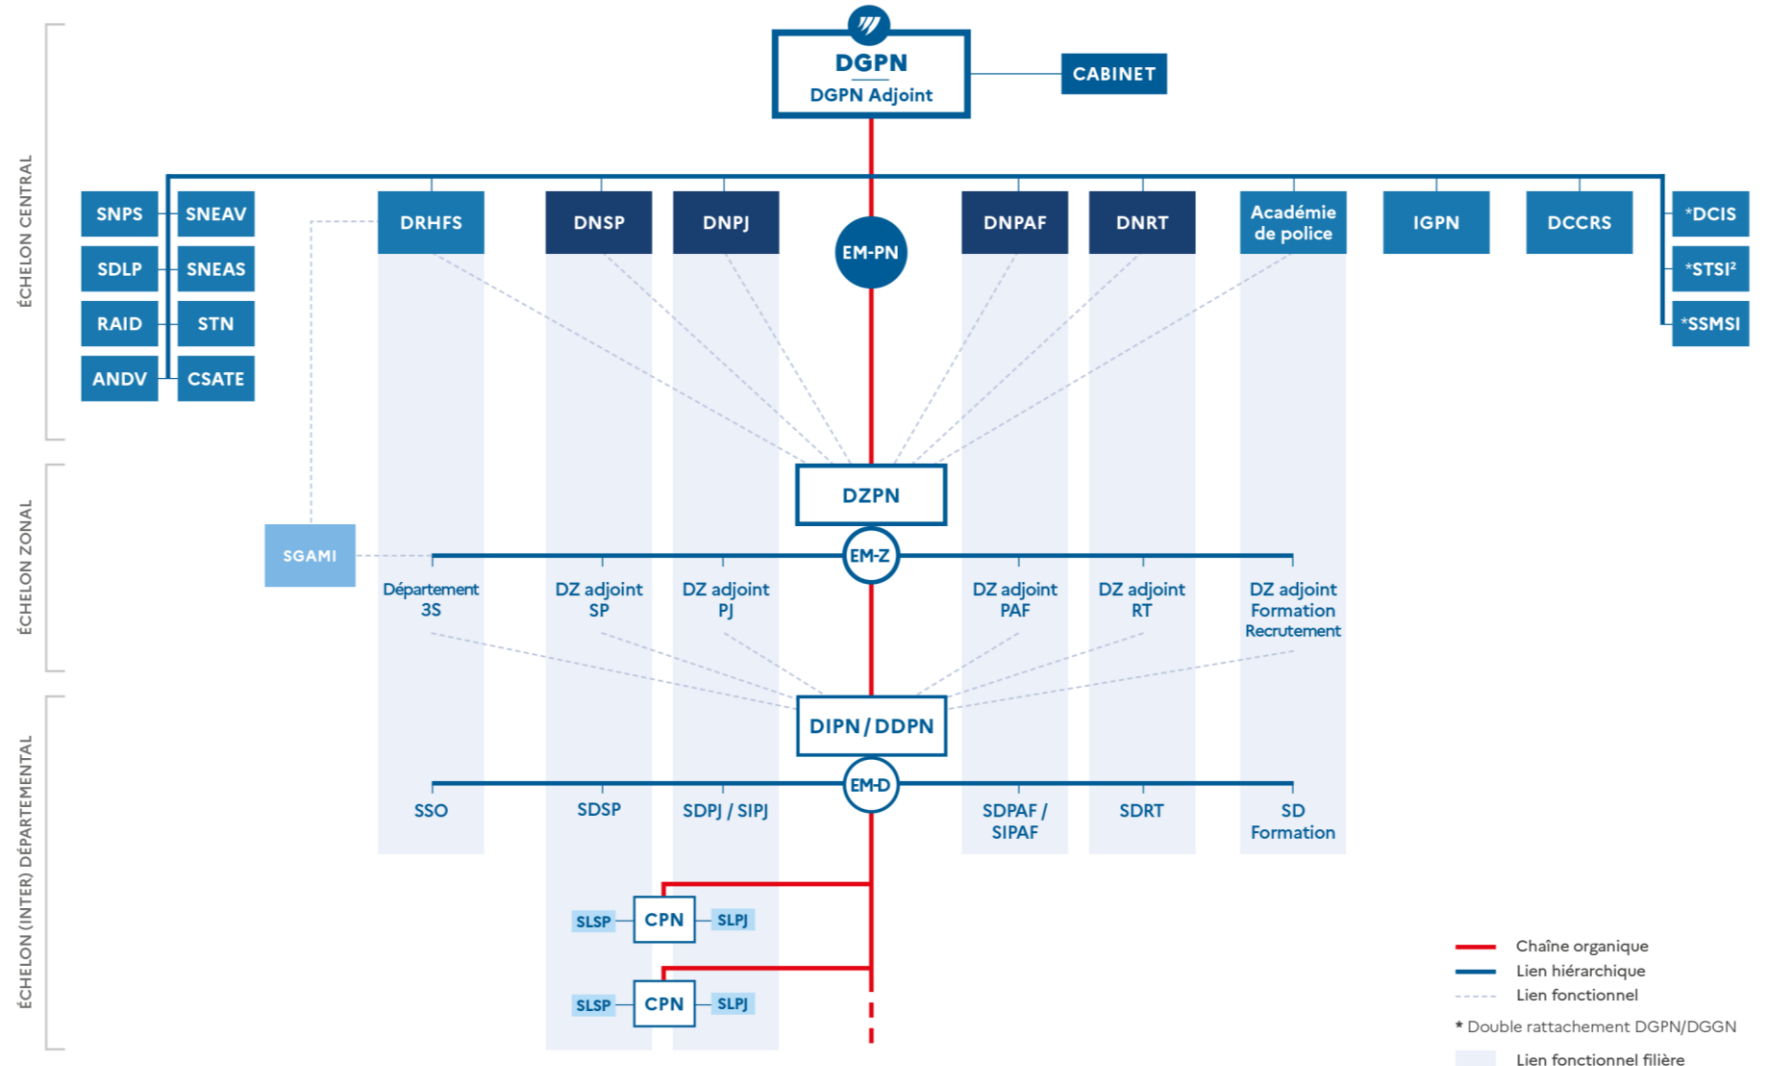 DGPN
DGPN Adjoint
CABINET
ÉCHELON CENTRAL
SNPS
SNEAV
SDLP
SNEAS
RAID
STN
ANDV
CSATE
DRHFS
DNSP
DNPJ
EM-PN
DNPAF
DNRT
Académie
de police
IGPN
DCCRS
*DCIS
*STSI²
*SSMSI
ÉCHELON ZONAL
DZPN
SGAMI
EM-Z
Département
3S
DZ adjoint
SP
DZ adjoint
PJ
DZ adjoint
PAF
DZ adjoint
RT
DZ adjoint
Formation
Recrutement
ÉCHELON (INTER) DÉPARTEMENTAL
DIPN / DDPN
EM-D
SSO
SDSP
SDPJ / SIPJ
SDPAF /
SIPAF
SDRT
SD
Formation
SLSP
CPN
SLPJ
SLSP
CPN
SLPJ
Chaîne organique
Lien hiérarchique
Lien fonctionnel
* Double rattachement DGPN/DGGN
Lien fonctionnel filière